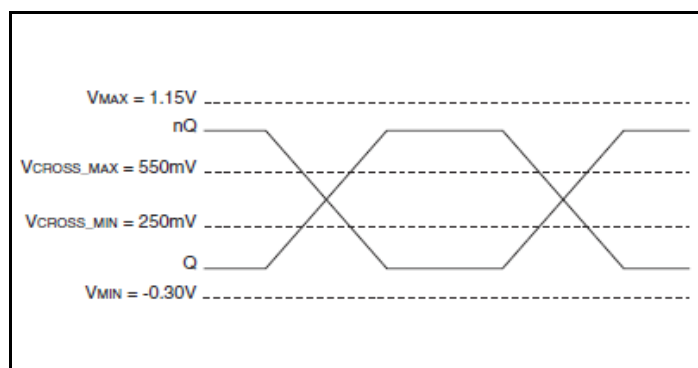 VMAX = 1.15V
nQ
VCROSS_MAX = 550mV
VCROSS_MIN = 250mV
Q
VMIN = -0.30V